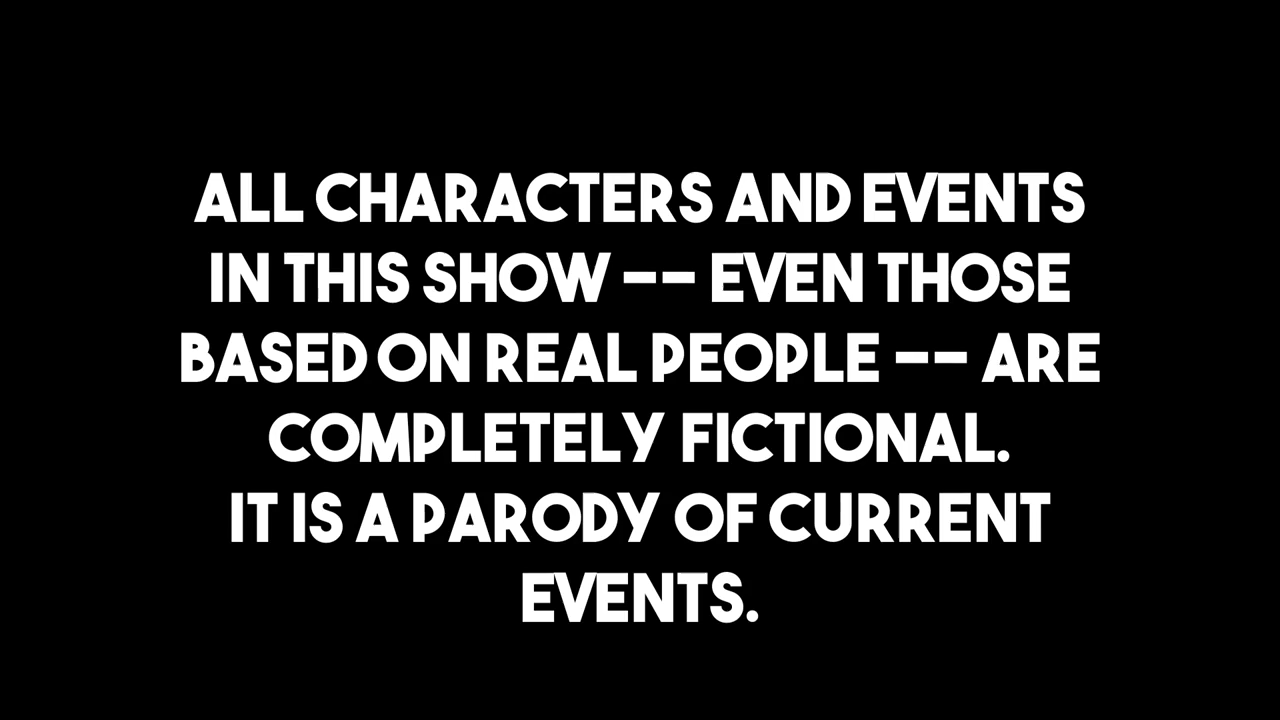 ALL CHARACTERS AND EVENTS
IN THIS SHOW -- EVEN THOSE
BASED ON REAL PEOPLE -- ARE
COMPLETELY FICTIONAL.
IT IS A PARODY OF CURRENT
EVENTS.